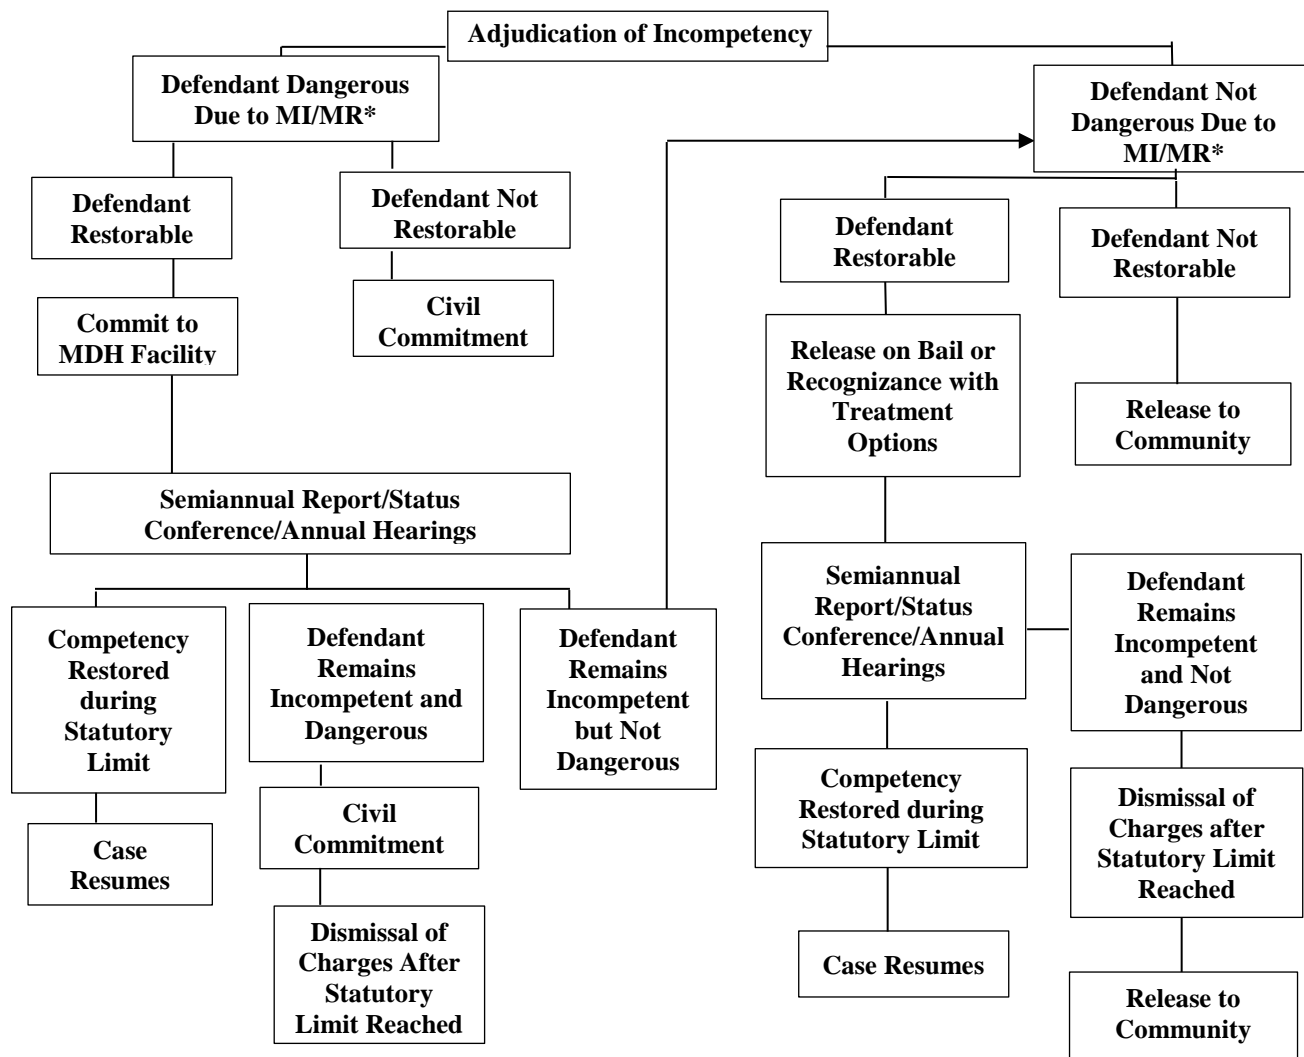 Adjudication of Incompetency
Defendant Dangerous
Due to MI/MR*
Defendant Not
Dangerous Due to
MI/MR*
Defendant
Restorable
Defendant Not
Restorable
Defendant
Restorable
Defendant Not
Restorable
Commit to
MDH Facility
Civil
Commitment
Release on Bail or
Recognizance with
Treatment
Options
Release to
Community
Semiannual Report/Status
Conference/Annual Hearings
Semiannual
Report/Status
Conference/Annual
Hearings
Defendant
Remains
Incompetent
and Not
Dangerous
Competency
Restored
during
Statutory
Limit
Defendant
Remains
Incompetent and
Dangerous
Defendant
Remains
Incompetent
but Not
Dangerous
Competency
Restored during
Statutory Limit
Dismissal of
Charges after
Statutory Limit
Reached
Case
Resumes
Civil
Commitment
Dismissal of
Charges After
Statutory
Limit Reached
Case Resumes
Release to
Community